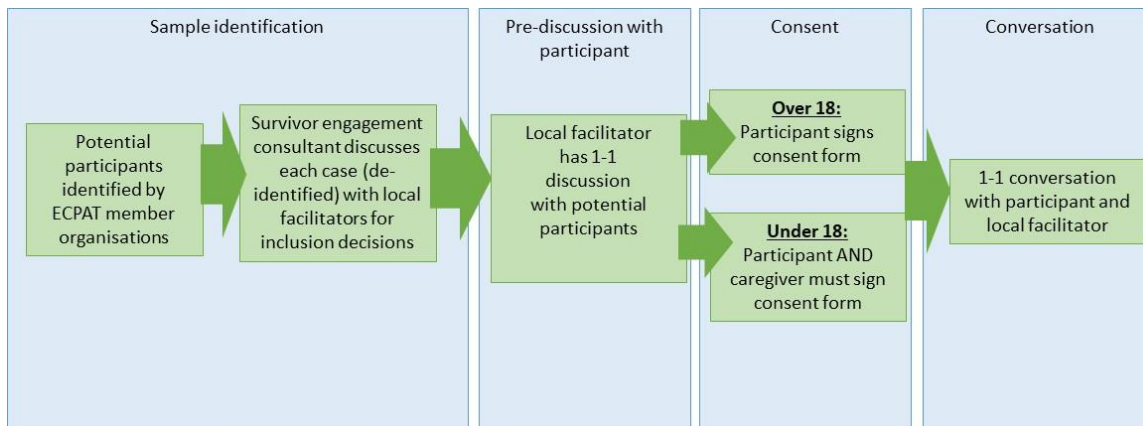 Sample identification
Potential
participants
identified by
ECPAT member
organisations
Survivor engagement
consultant discusses
each case (de-
identified) with local
facilitators for
inclusion decisions
Pre-discussion with
participant
Local facilitator
has 1-1
discussion
with potential
participants
Consent
Over 18:
Participant signs
consent form
Under 18:
Participant AND
caregiver must sign
consent form
Conversation
1-1 conversation
with participant and
local facilitator